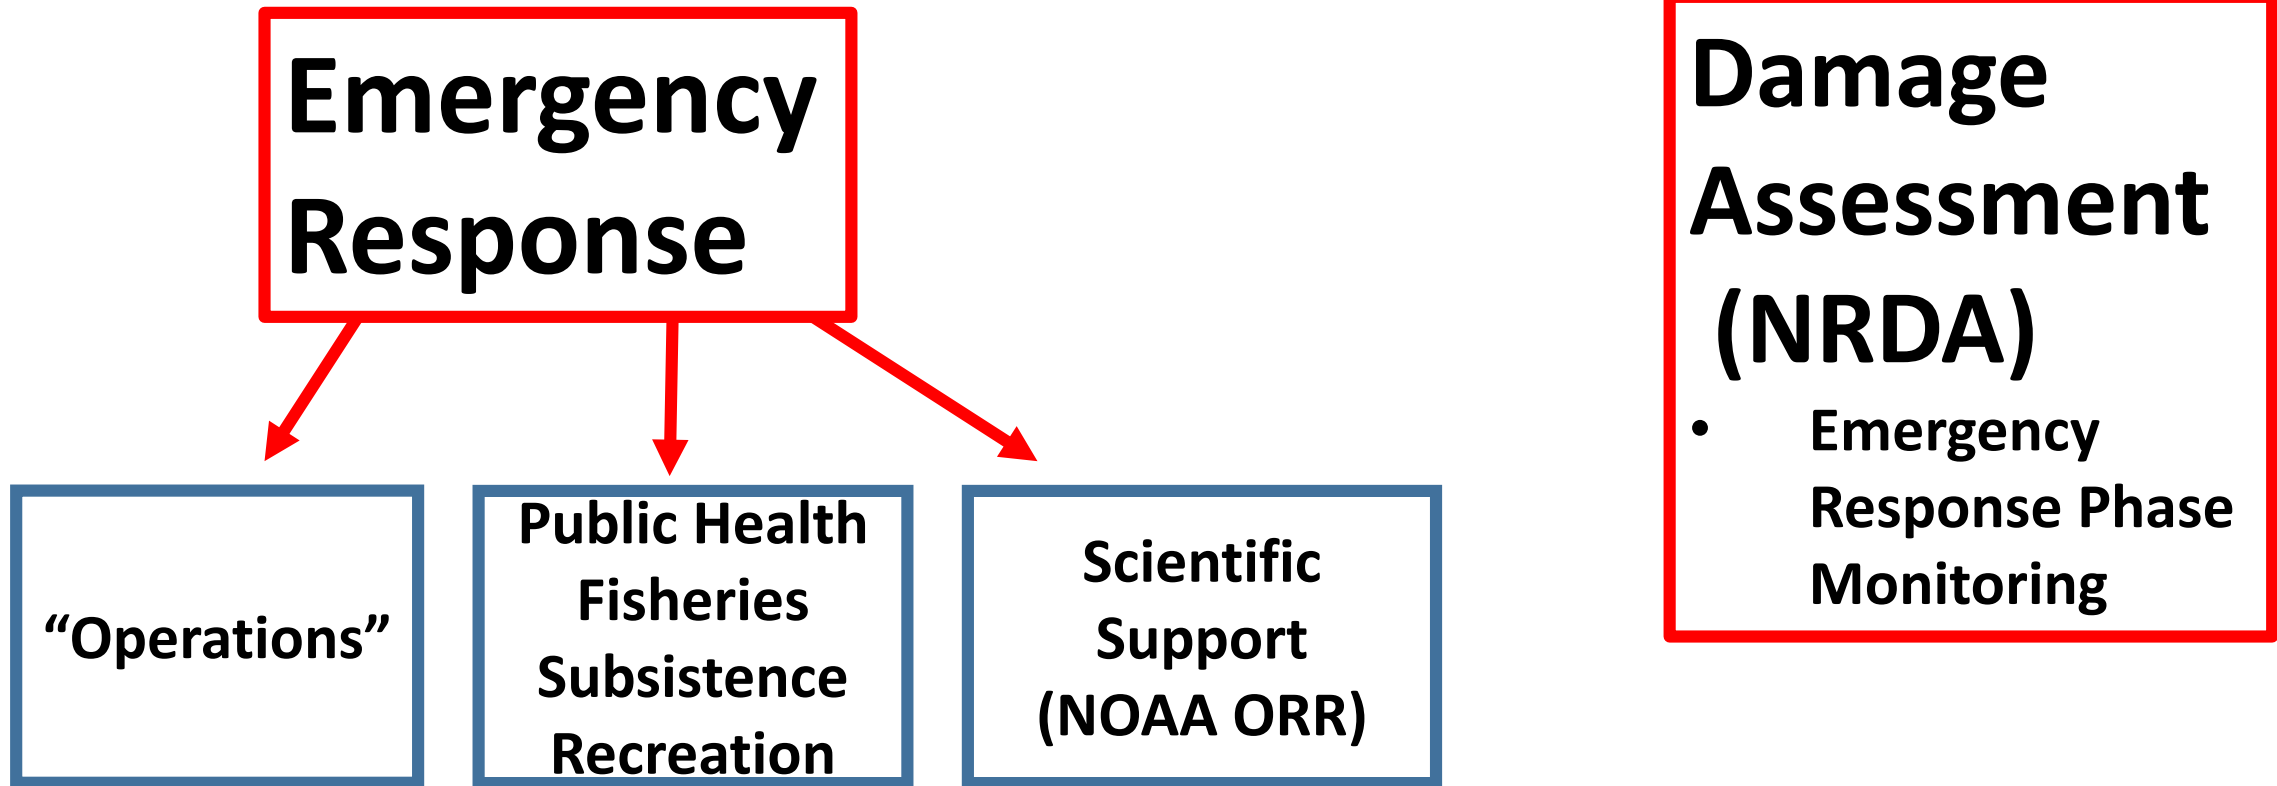 Emergency
Response
Damage
Assessment
(NRDA)
• Emergency
Response Phase
Monitoring
“Operations”
Public Health
Fisheries
Subsistence
Recreation
Scientific
Support
(NOAA ORR)